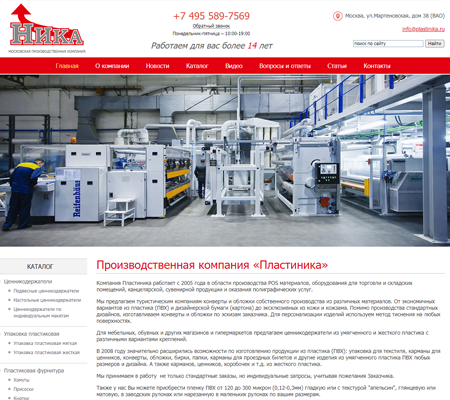 НИКА
МОСКОВСКАЯ ПРОИЗВОДСТВЕННАЯ КОМПАНИЯ
+7 495 589-7569
Обратный звонок
Понедельник-пятница – 10:00-19:00
Работаем для вас более 14 лет
Москва, ул.Мартеновская, дом 38 (ВАО)
info@plastinika.ru
поиск по сайту
Найти
Главная
О компании
Новости
Каталог
Видео
Вопросы и ответы
Статьи
Контакты
Reifenhäuser
КАТАЛОГ
Ценникодержатели
Подвесные ценникодержатели
Настольные ценникодержатели
Ценникодержатели по индивидуальным макетам
Упаковка пластиковая
Упаковка пластиковая мягкая
Упаковка пластиковая жесткая
Пластиковая фурнитура
Хомуты
Присоски
Кнопки
Производственная компания «Пластиника»
Компания Пластиника работает с 2005 года в области производства POS материалов, оборудования для торговли и складских
помещений, канцелярской, сувенирной продукции и оказания полиграфических услуг.
Мы предлагаем туристическим компаниям конверты и обложки собственного производства из различных материалов. От экономичных
вариантов из пластика (ПВХ) и дизайнерской бумаги (картона) до эксклюзивных из кожи и кожзама. Помимо производства стандартных
дизайнов, изготавливаем конверты и обложки по эскизам заказчика. Для персонализации изделий используем метод тиснения на любых
поверхностях.
Для мебельных, обувных и других магазинов и гипермаркетов предлагаем ценникодержатели из умягченного и жесткого пластика с
различными вариантами креплений.
В 2008 году значительно расширились возможности по изготовлению продукции из пластика (ПВХ): упаковка для текстиля, карманы для
ценников, конверты, обложки, бирки, папки, карманы для проездных билетов и другие изделия из умягченного пластика ПВХ любых
размеров и дизайна. А также карманов, ценников, коробочек и т.д. из жесткого пластика.
Мы принимаем в работу не только стандартные заказы, но индивидуальные запросы, учитывая пожелания Заказчика.
Также у нас Вы можете приобрести пленку ПВХ от 120 до 300 микрон (0,12-0,3мм) гладкую или с текстурой "апельсин", глянцевую или
матовую, в заводских рулонах или нарезанную в маленьких рулонах по вашим размерам.